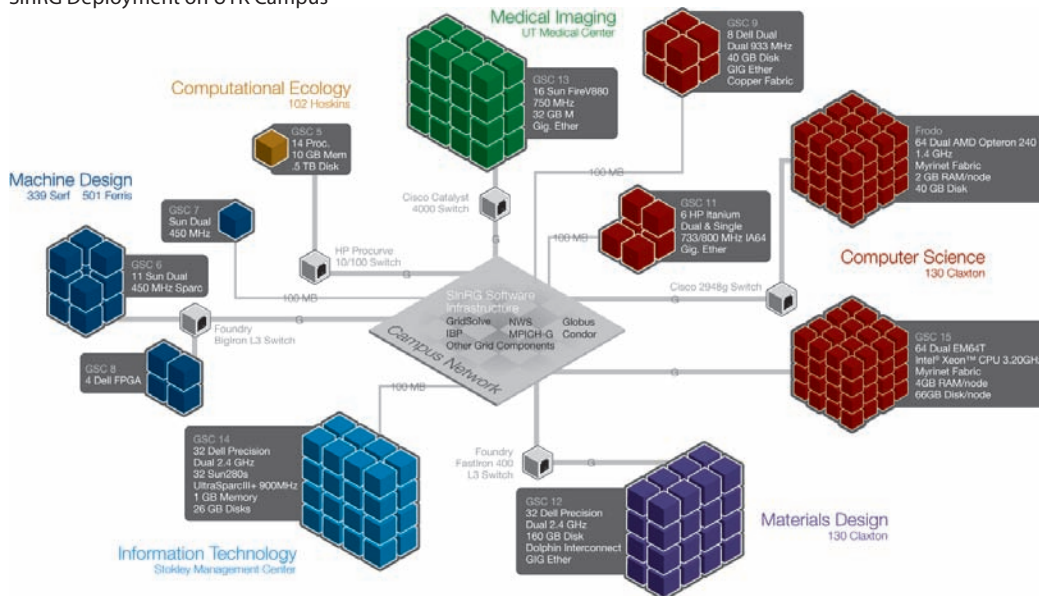 SInRG Deployment on UTK Campus
Medical Imaging
UT Medical Center
GSC 13
16 Sun FireV880
750 MHz
32 GB M
Gig. Ether
Cisco Catalyst
4000 Switch
G
GSC 9
8 Dell Dual
Dual 933 MHz
40 GB Disk
GIG Ether
Copper Fabric
100 MB
Computational Ecology
102 Hoskins
GSC 5
14 Proc.
10 GB Mem
.5 TB Disk
HP Procurve
10/100 Switch
G
Frodo
64 Dual AMD Opteron 240
1.4 GHz
Myrinet Fabric
2 GB RAM/node
40 GB Disk
Machine Design
339 Serf 501 Ferris
GSC 7
Sun Dual
450 MHz
100 MB
GSC 6
11 Sun Dual
450 MHz Sparc
Foundry
BigIron L3 Switch
G
GSC 8
4 Dell FPGA
GSC 11
6 HP Itanium
Dual & Single
733/800 MHz IA64
Gig. Ether
100 MB
Computer Science
130 Claxton
Cisco 2948g Switch
G
SInRG Software
Infrastructure
GridSolve NWS Globus
IBP MPICH-G Condor
Other Grid Components
Campus Network
GSC 15
64 Dual EM64T
Intel® Xeon™ CPU 3.20GH
Myrinet Fabric
4GB RAM/node
66GB Disk/node
G
100 MB
GSC 14
32 Dell Precision
Dual 2.4 GHz
32 Sun280s
UltraSparcIII+ 900MHz
1 GB Memory
26 GB Disks
Information Technology
Stokley Management Center
Foundry
FastIron 400
L3 Switch
G
GSC 12
32 Dell Precision
Dual 2.4 GHz
160 GB Disk
Dolphin Interconnect
GIG Ether
Materials Design
130 Claxton